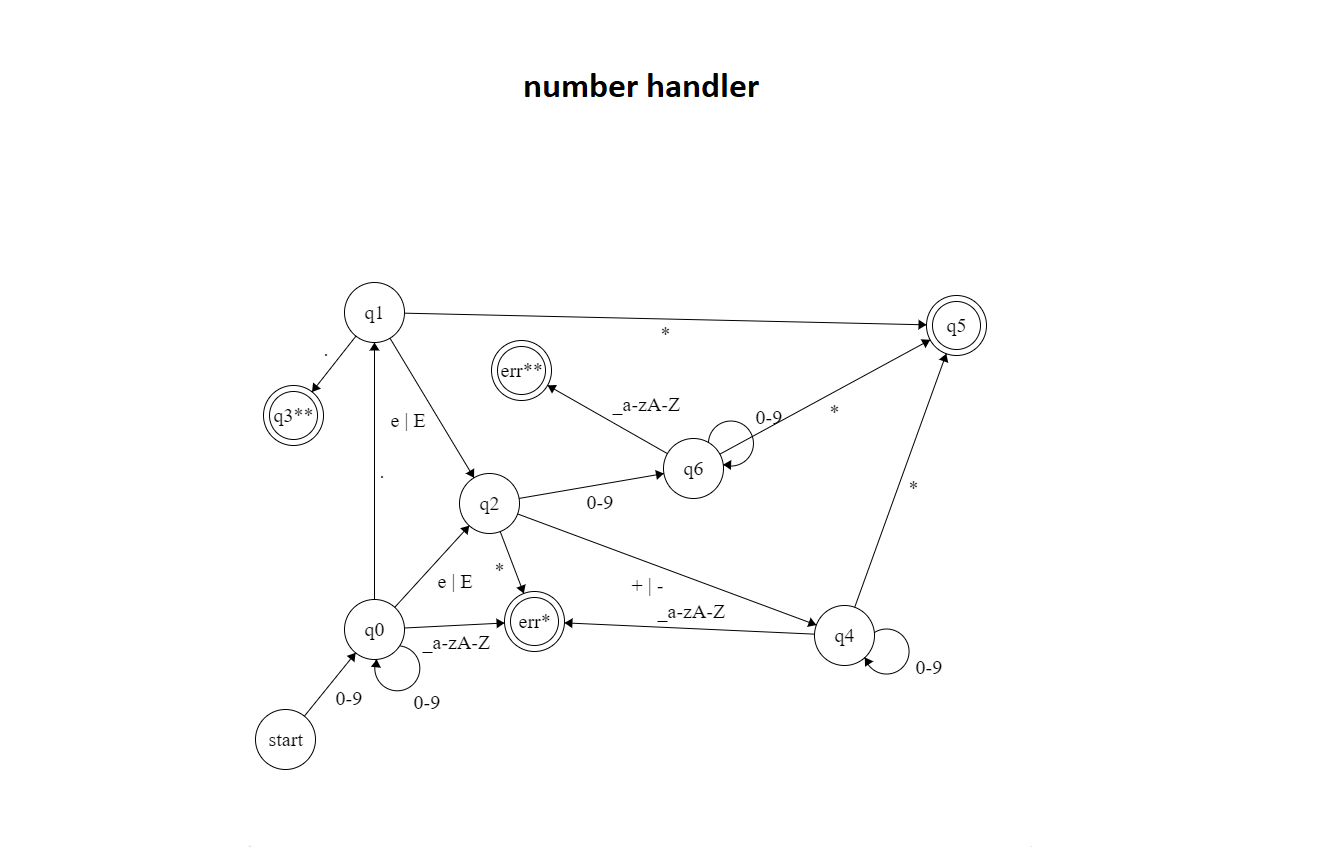 number handler
q1
*
q5
.
err**
_a-zA-Z
0-9
*
q3**
e | E
q6
.
q2
0-9
*
*
e | E
+ | -
_a-zA-Z
q0
err*
_a-zA-Z
q4
0-9
0-9
0-9
start